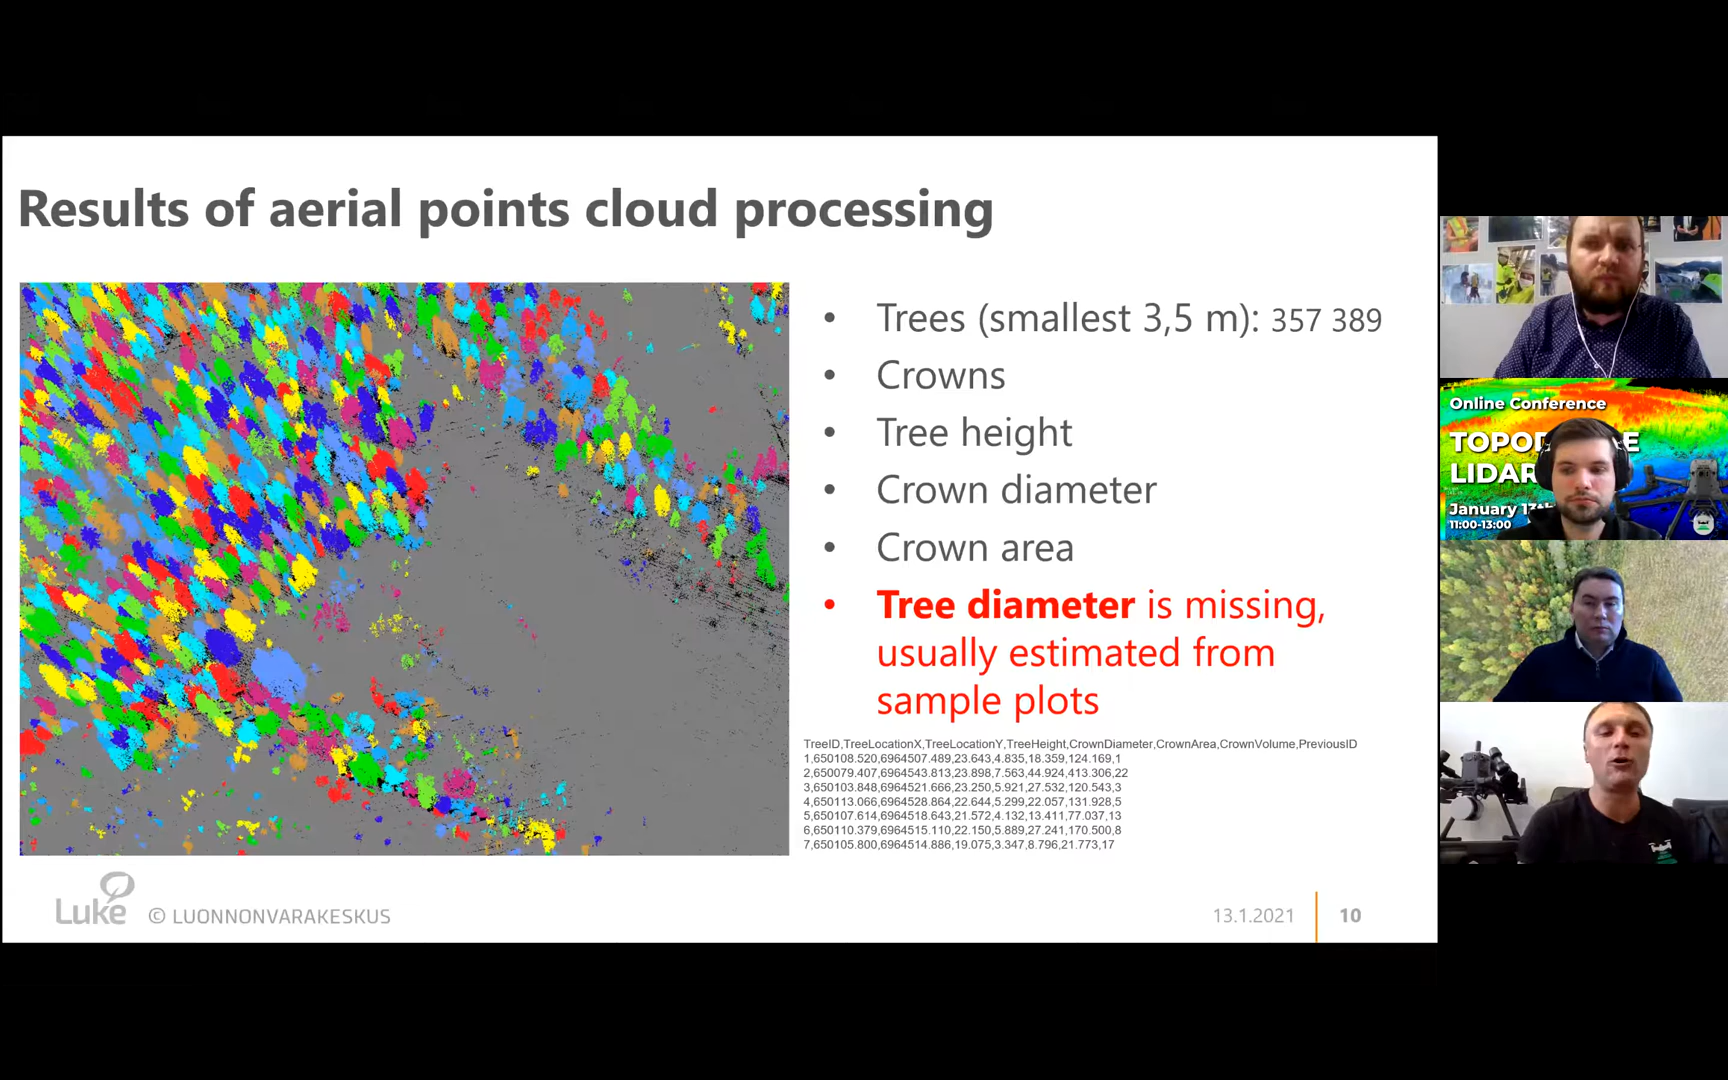 Results of aerial points cloud processing
• Trees (smallest 3,5 m): 357 389
• Crowns
• Tree height
• Crown diameter
• Crown area
• Tree diameter is missing,
usually estimated from
sample plots
TreeID,TreeLocationX,TreeLocationY,TreeHeight,CrownDiameter,CrownArea,CrownVolume,PreviousID
1,650108.520,6964507.489,23.643,4.835,18.359,124.169,1
2,650079.407,6964543.813,23.898,7.563,44.924,413.306,22
3,650103.848,6964521.666,23.250,5.921,27.532,120.543,3
4,650113.066,6964528.864,22.644,5.299,22.057,131.928,5
5,650107.614,6964518.643,21.572,4.132,13.411,77.037,13
6,650110.379,6964515.110,22.150,5.889,27.241,170.500,8
7,650105.800,6964514.886,19.075,3.347,8.796,21.773,17
Luke © LUONNONVARAKESKUS
13.1.2021 10
Online Conference
LIDAR
January 13th
11:00-13:00